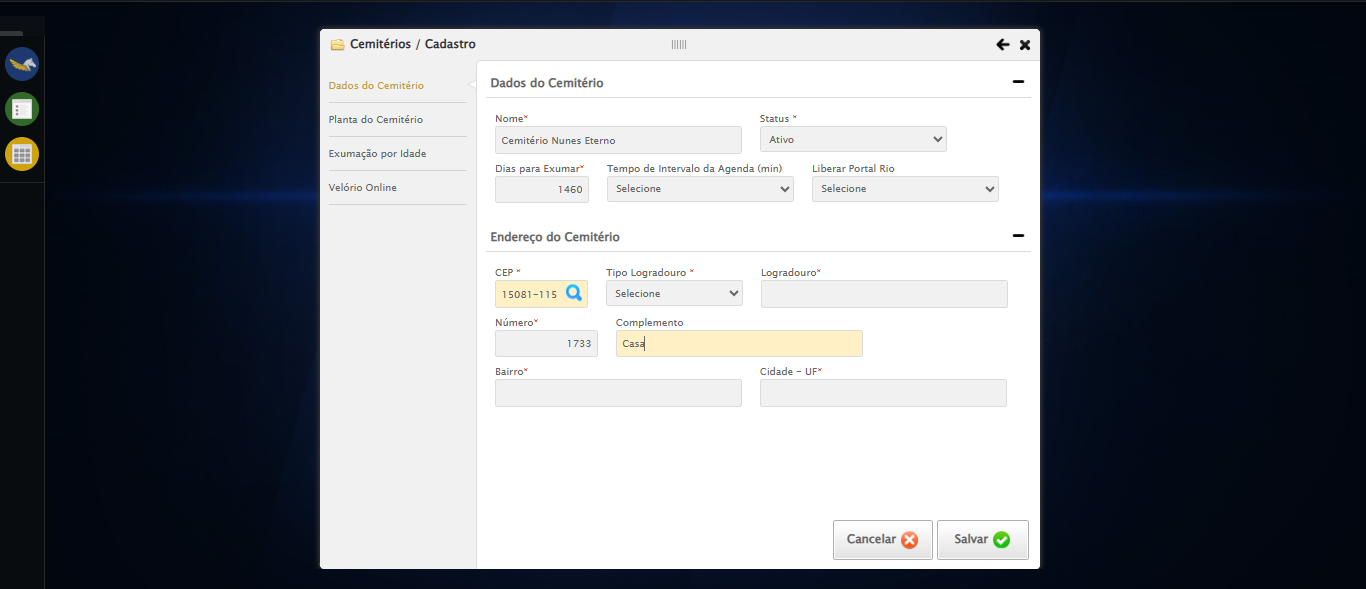 Cemitérios / Cadastro
Dados do Cemitério
Planta do Cemitério
Exumação por Idade
Velório Online
Dados do Cemitério
Nome* Status *
Cemitério Nunes Eterno Ativo
Dias para Exumar* Tempo de Intervalo da Agenda (min) Liberar Portal Rio
1460 Selecione Selecione
Endereço do Cemitério
CEP * Tipo Logradouro * Logradouro*
15081-115 Selecione
Número* Complemento
1733 Casa
Bairro* Cidade - UF*
Cancelar Salvar